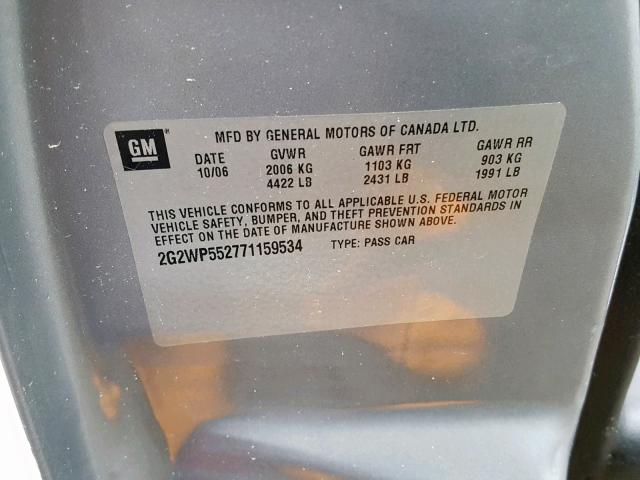 GM
MFD BY GENERAL MOTORS OF CANADA LTD.
DATE GVWR GAWR FRT GAWR RR
10/06 2006 KG 1103 KG 903 KG
4422 LB 2431 LB 1991 LB
THIS VEHICLE CONFORMS TO ALL APPLICABLE U.S. FEDERAL MOTOR
VEHICLE SAFETY, BUMPER, AND THEFT PREVENTION STANDARDS IN
EFFECT ON THE DATE OF MANUFACTURE SHOWN ABOVE.
2G2WP552771159534 TYPE: PASS CAR